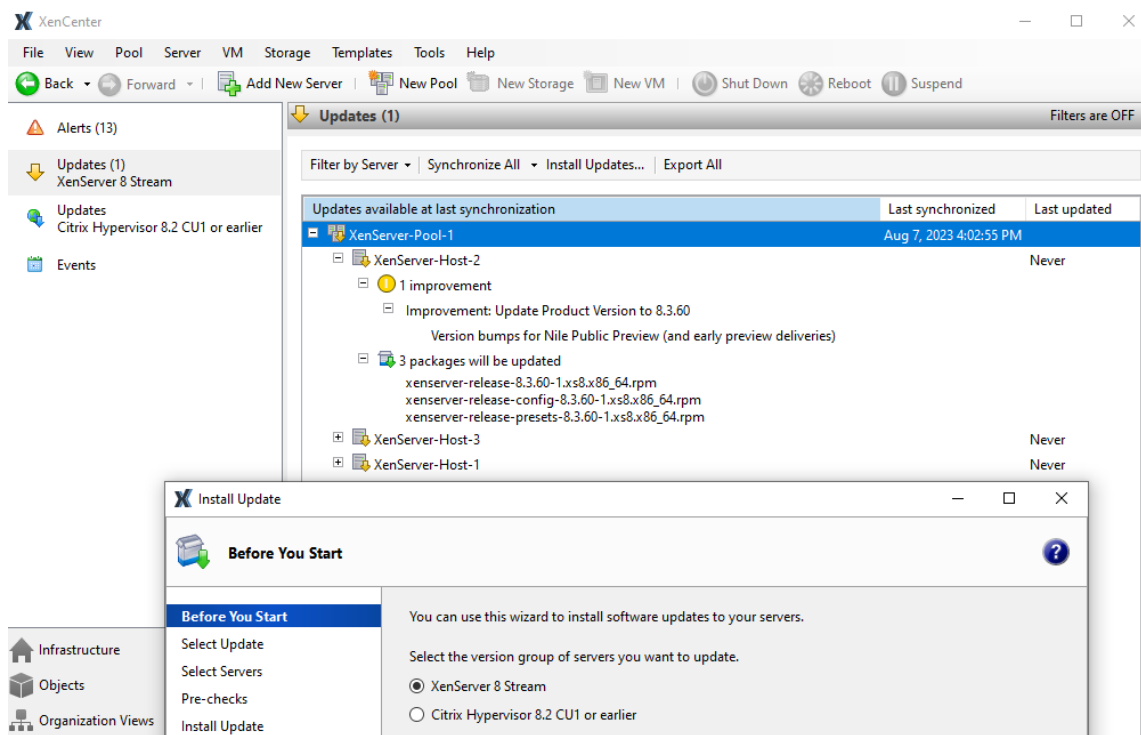 XenCenter
File View Pool Server VM Storage Templates Tools Help
Back Forward Add New Server New Pool New Storage New VM Shut Down Reboot Suspend
Alerts (13)
Updates (1)
XenServer 8 Stream
Updates
Citrix Hypervisor 8.2 CU1 or earlier
Events
Updates (1) Filters are OFF
Filter by Server Synchronize All Install Updates... Export All
Updates available at last synchronization Last synchronized Last updated
XenServer-Pool-1 Aug 7, 2023 4:02:55 PM
XenServer-Host-2 Never
1 improvement
Improvement: Update Product Version to 8.3.60
Version bumps for Nile Public Preview (and early preview deliveries)
3 packages will be updated
xenserver-release-8.3.60-1.xs8.x86_64.rpm
xenserver-release-config-8.3.60-1.xs8.x86_64.rpm
xenserver-release-presets-8.3.60-1.xs8.x86_64.rpm
XenServer-Host-3 Never
XenServer-Host-1 Never
Install Update
Before You Start
Before You Start
Select Update
Select Servers
Pre-checks
Install Update
You can use this wizard to install software updates to your servers.
Select the version group of servers you want to update.
XenServer 8 Stream
Citrix Hypervisor 8.2 CU1 or earlier
Infrastructure
Objects
Organization Views